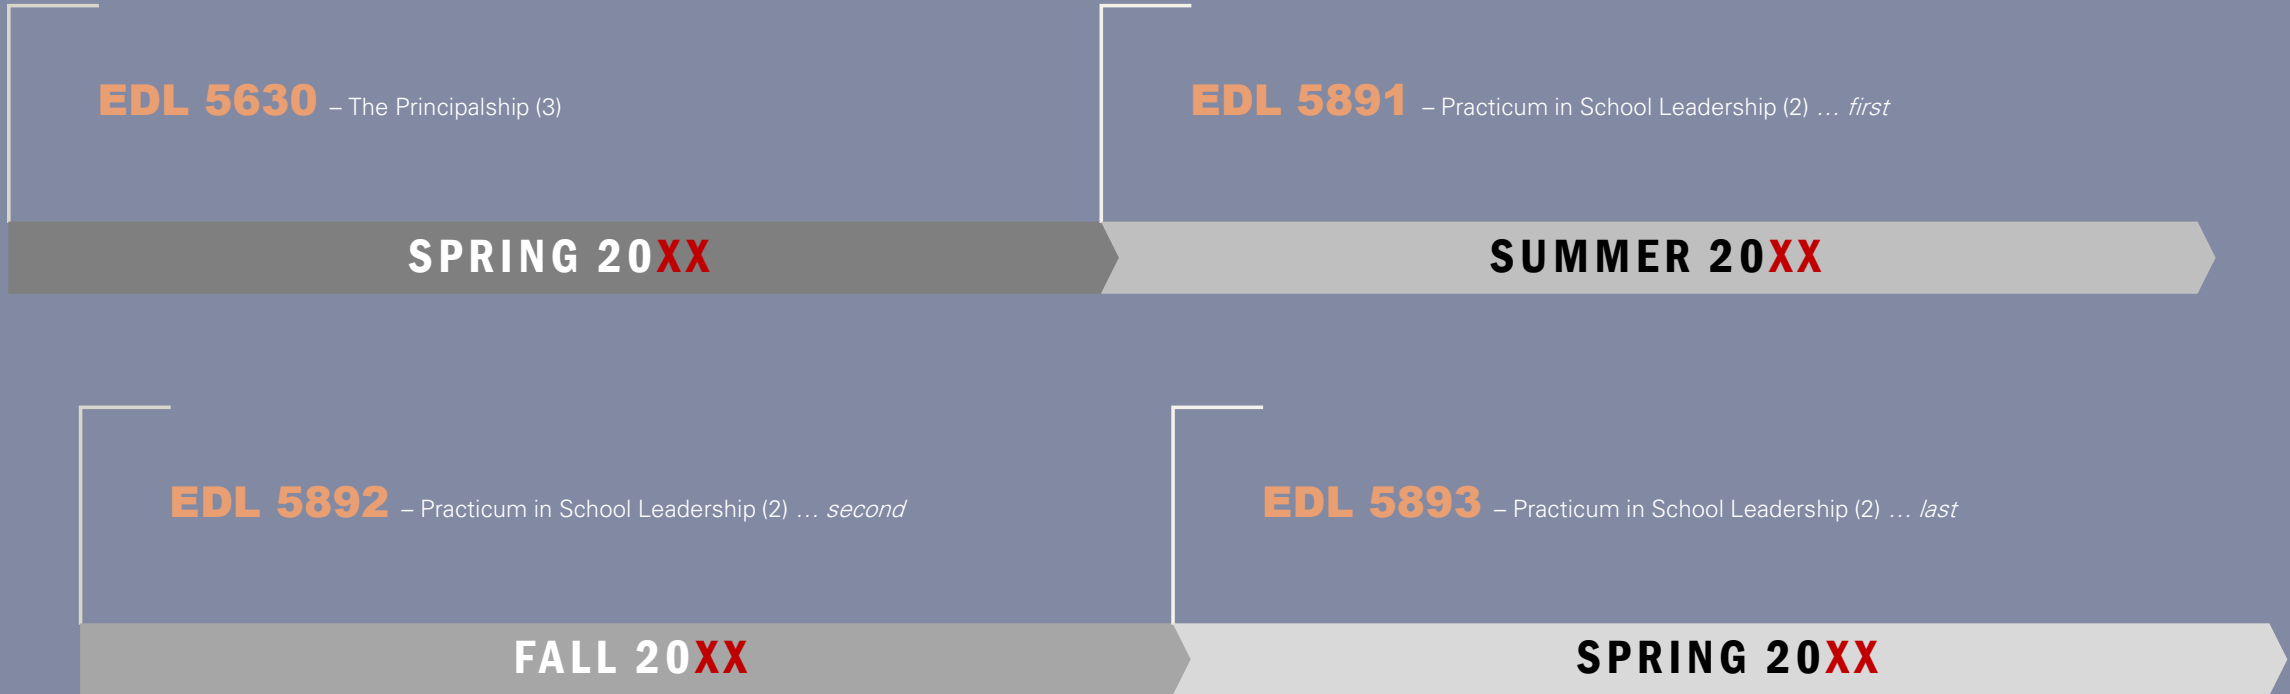 EDL 5630 – The Principalship (3)
EDL 5891 – Practicum in School Leadership (2) … first
SPRING 20XX
SUMMER 20XX
EDL 5892 – Practicum in School Leadership (2) … second
EDL 5893 – Practicum in School Leadership (2) … last
FALL 20XX
SPRING 20XX